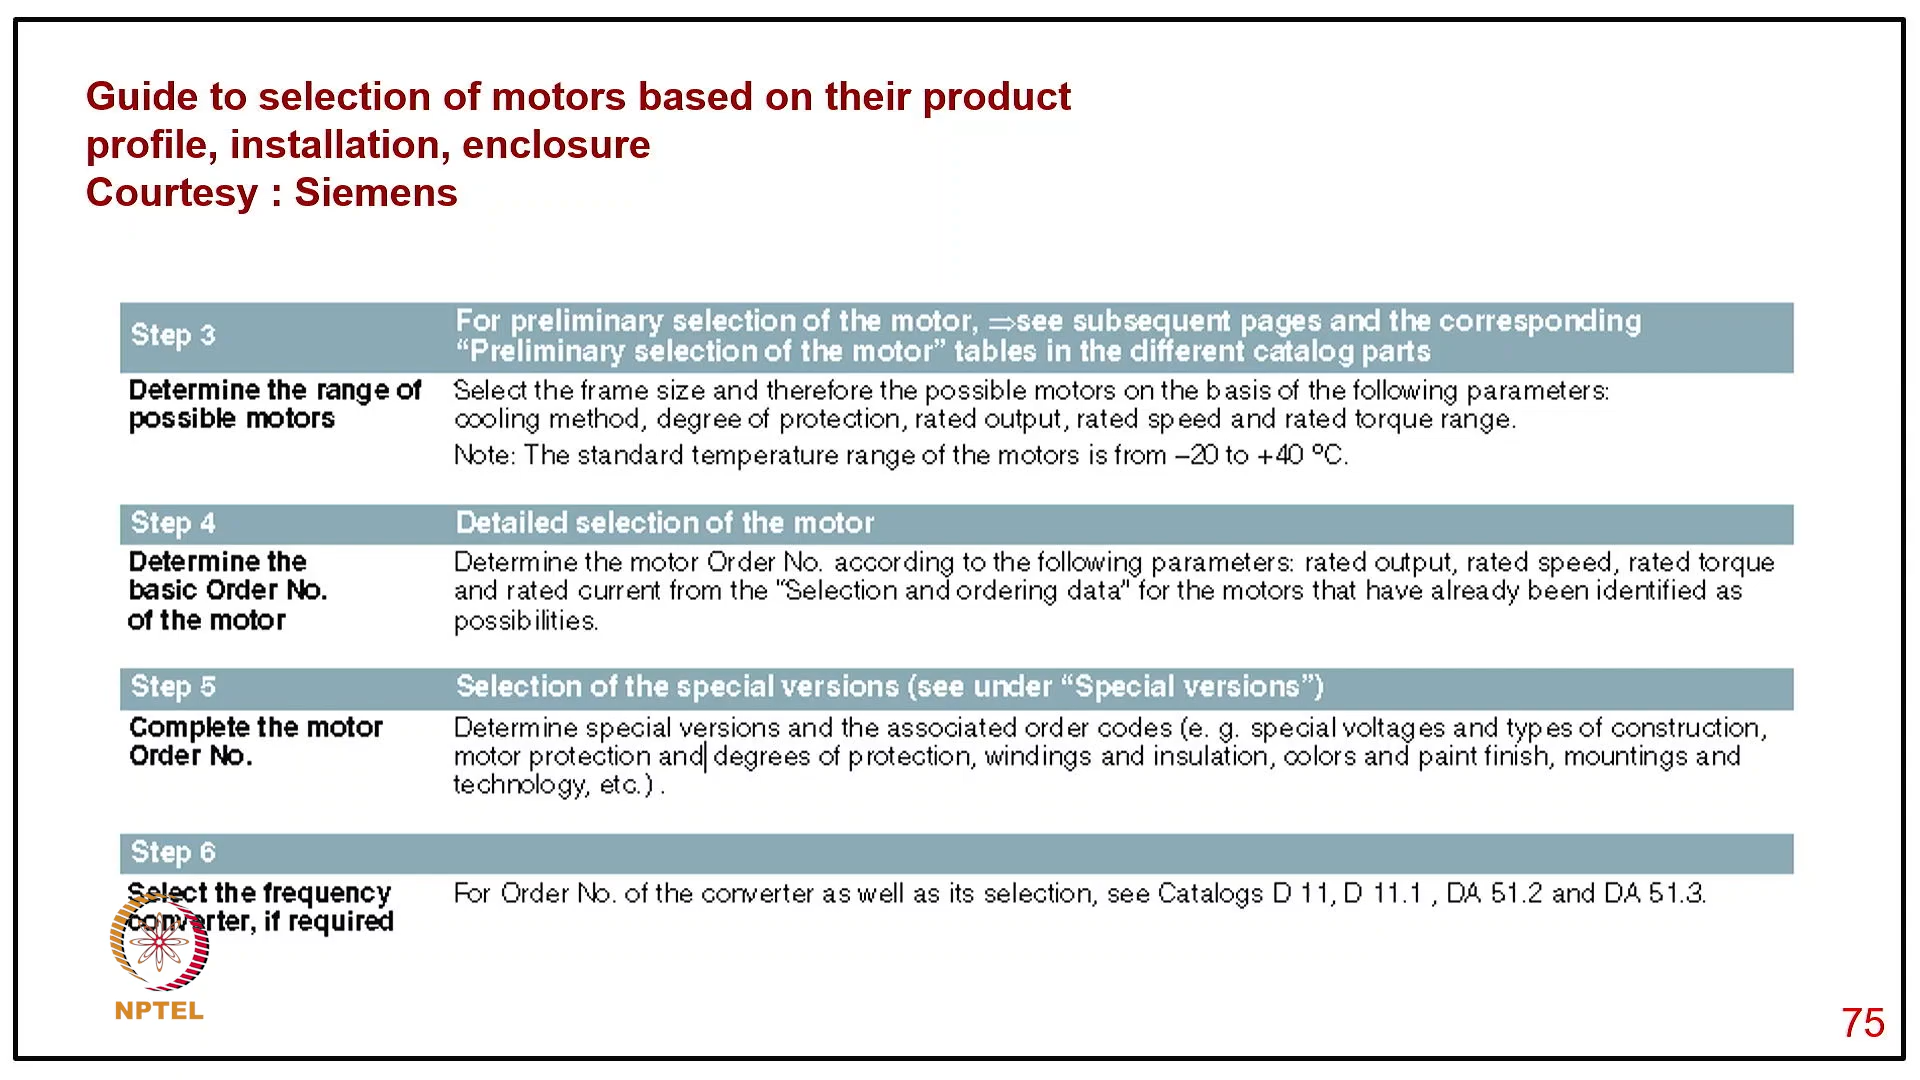 Guide to selection of motors based on their product
profile, installation, enclosure
Courtesy : Siemens
Step 3
For preliminary selection of the motor, ⇒see subsequent pages and the corresponding
“Preliminary selection of the motor” tables in the different catalog parts
Determine the range of
possible motors
Select the frame size and therefore the possible motors on the basis of the following parameters:
cooling method, degree of protection, rated output, rated speed and rated torque range.
Note: The standard temperature range of the motors is from –20 to +40 ºC.
Step 4
Detailed selection of the motor
Determine the
basic Order No.
of the motor
Determine the motor Order No. according to the following parameters: rated output, rated speed, rated torque
and rated current from the "Selection and ordering data" for the motors that have already been identified as
possibilities.
Step 5
Selection of the special versions (see under “Special versions”)
Complete the motor
Order No.
Determine special versions and the associated order codes (e. g. special voltages and types of construction,
motor protection and degrees of protection, windings and insulation, colors and paint finish, mountings and
technology, etc.) .
Step 6
Select the frequency
converter, if required
For Order No. of the converter as well as its selection, see Catalogs D 11, D 11.1 , DA 51.2 and DA 51.3.
NPTEL
75